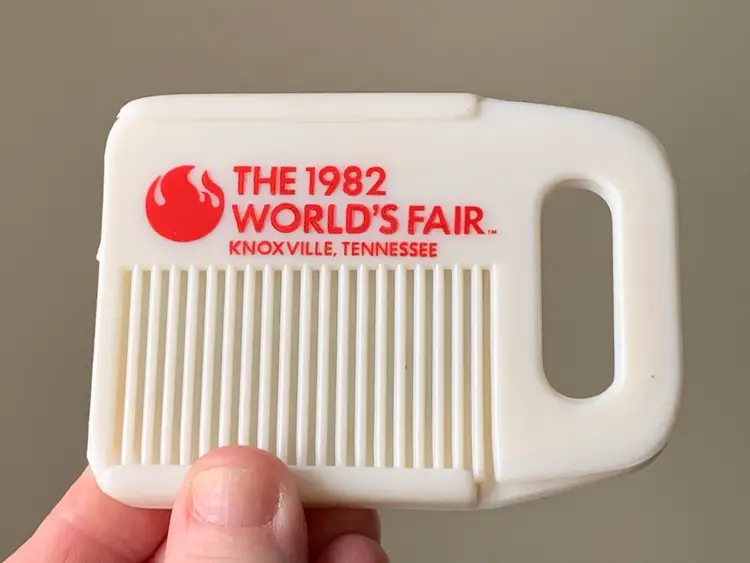 THE 1982
WORLD'S FAIR™
KNOXVILLE, TENNESSEE